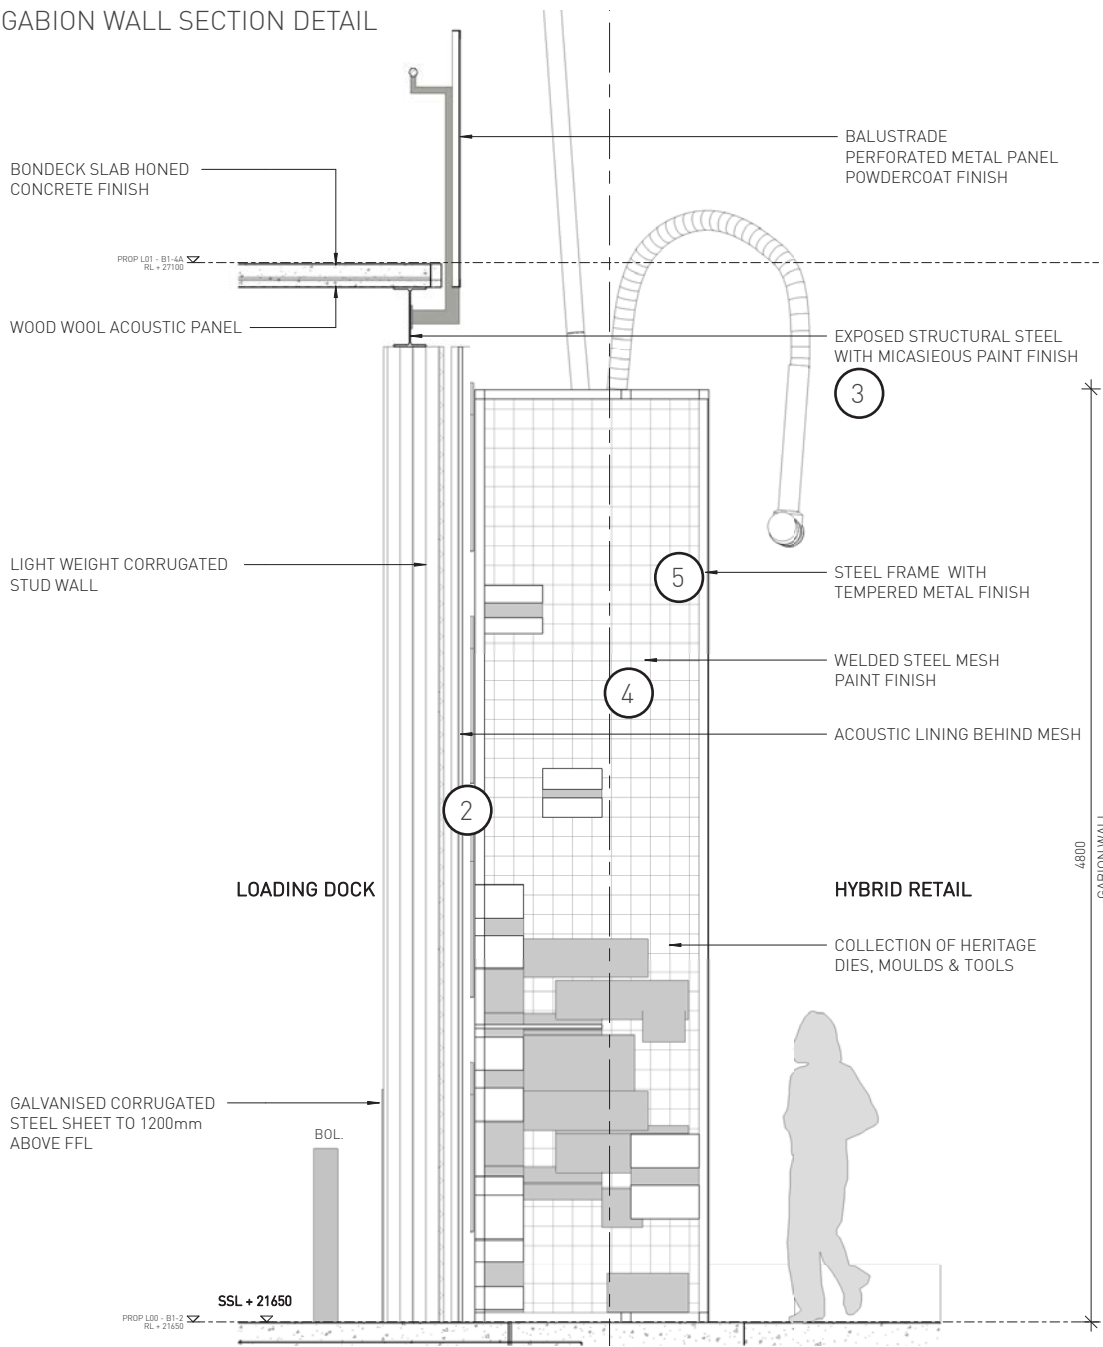 GABION WALL SECTION DETAIL
BALUSTRADE
PERFORATED METAL PANEL
POWDERCOAT FINISH
BONDECK SLAB HONED
CONCRETE FINISH
PROP L01 - B1-4A
RL + 27100
WOOD WOOL ACOUSTIC PANEL
EXPOSED STRUCTURAL STEEL
WITH MICASIEOUS PAINT FINISH
3
LIGHT WEIGHT CORRUGATED
STUD WALL
5
STEEL FRAME WITH
TEMPERED METAL FINISH
WELDED STEEL MESH
PAINT FINISH
4
ACOUSTIC LINING BEHIND MESH
2
4800
GABION WALL
LOADING DOCK
HYBRID RETAIL
COLLECTION OF HERITAGE
DIES, MOULDS & TOOLS
GALVANISED CORRUGATED
STEEL SHEET TO 1200mm
ABOVE FFL
BOL.
SSL + 21650
PROP L00 - B1-2
RL + 21650